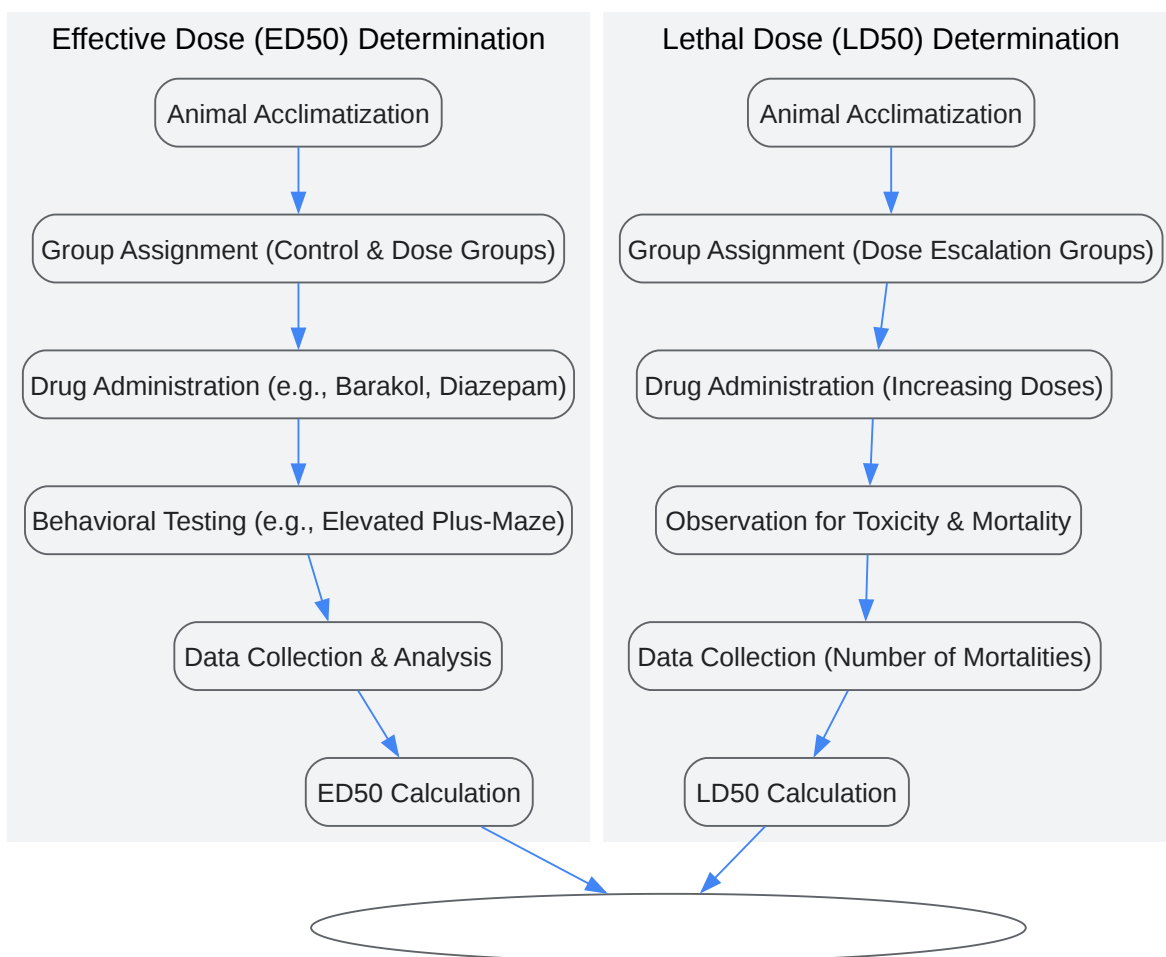 Effective Dose (ED50) Determination
Animal Acclimatization
Group Assignment (Control & Dose Groups)
Drug Administration (e.g., Barakol, Diazepam)
Behavioral Testing (e.g., Elevated Plus-Maze)
Data Collection & Analysis
ED50 Calculation
Lethal Dose (LD50) Determination
Animal Acclimatization
Group Assignment (Dose Escalation Groups)
Drug Administration (Increasing Doses)
Observation for Toxicity & Mortality
Data Collection (Number of Mortalities)
LD50 Calculation